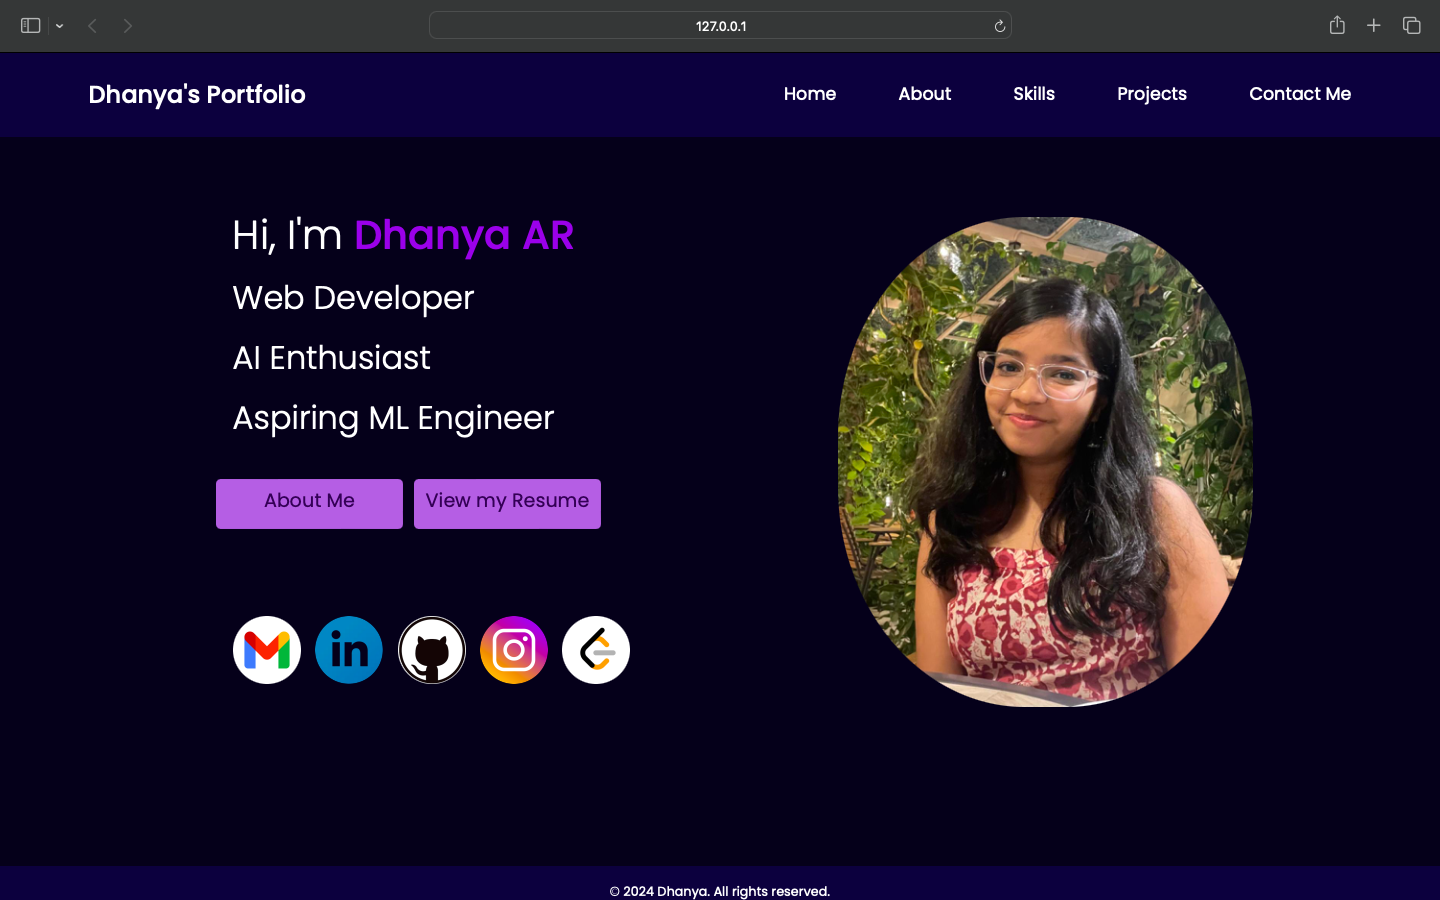 127.0.0.1
Dhanya's Portfolio
Home About Skills Projects Contact Me
Hi, I'm Dhanya AR
Web Developer
AI Enthusiast
Aspiring ML Engineer
About Me View my Resume
in
© 2024 Dhanya. All rights reserved.